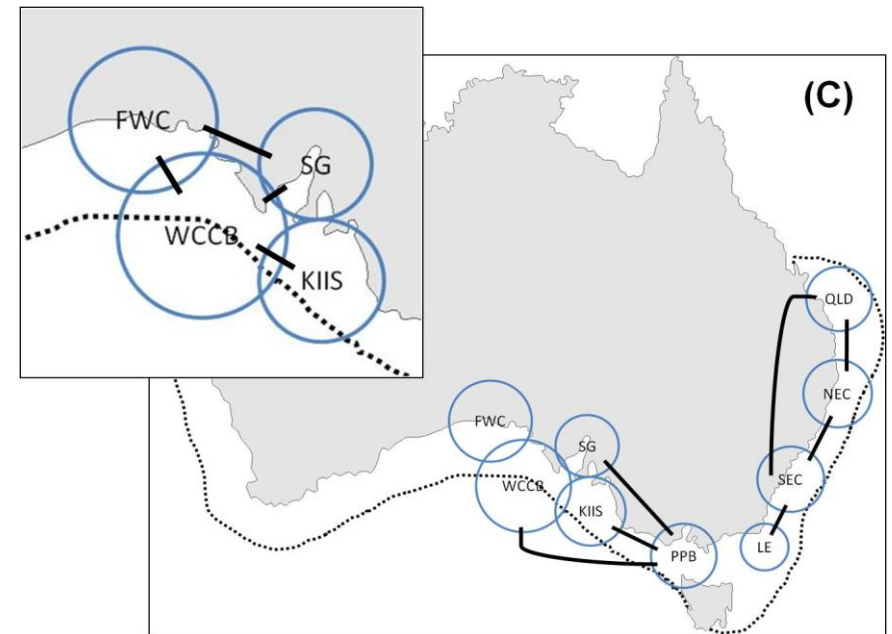 FWC
SG
WCCB
KIIS
(C)
QLD
NEC
FWC
SG
SEC
WCCB
KIIS
LE
PPB